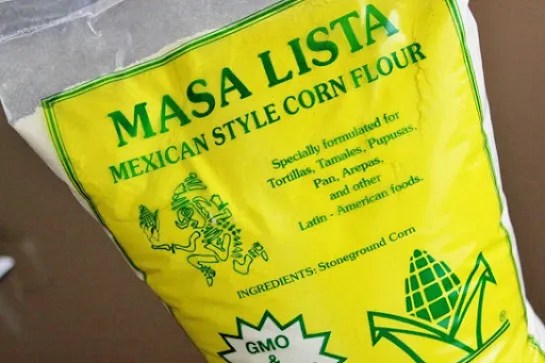 MASA LISTA
MEXICAN STYLE CORN FLOUR
Specially formulated for
Tortillas, Tamales, Pupusas,
Pan, Arepas,
and other
Latin - American foods.
INGREDIENTS: Stoneground Corn
GMO
&
®